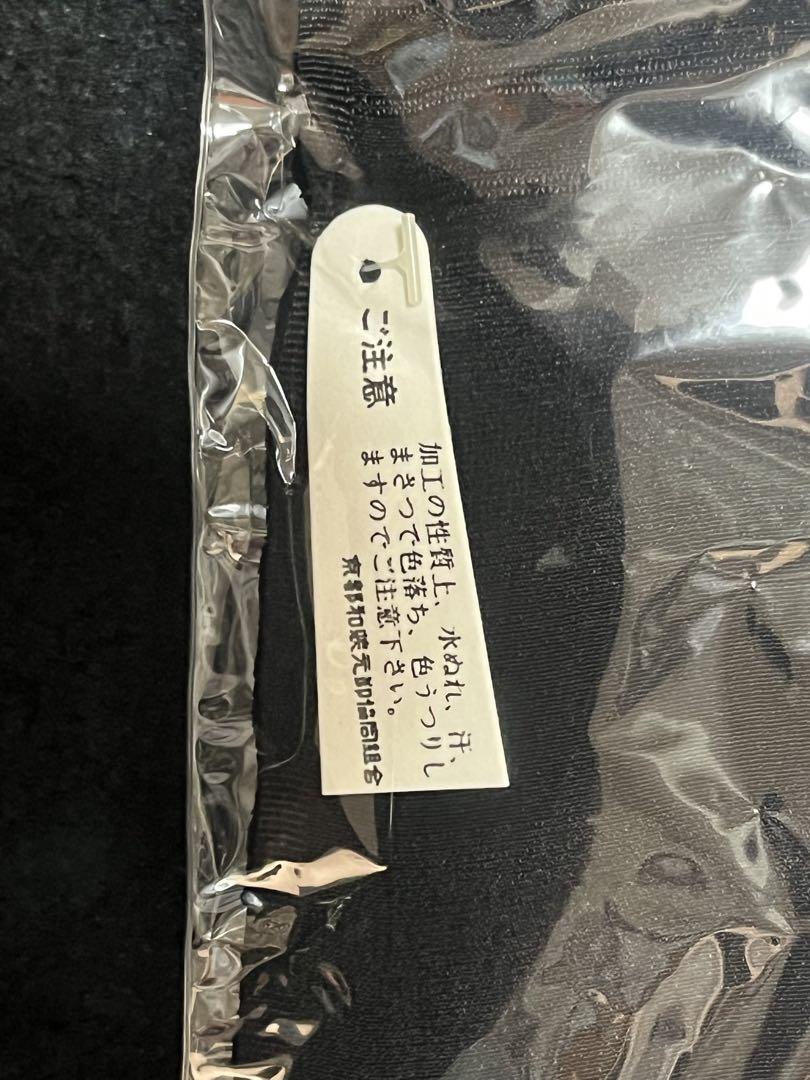 ご注意
加工の性質上、水ぬれ、汗、
まさつで色落ち、色うつりし
ますのでご注意下さい。
京都和装元卸協同組合